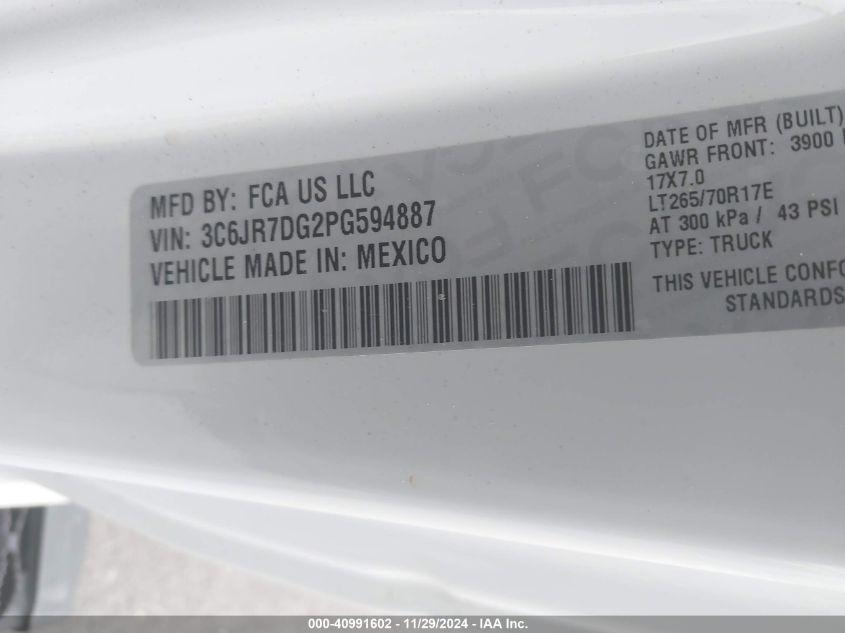 MFD BY: FCA US LLC
VIN: 3C6JR7DG2PG594887
VEHICLE MADE IN: MEXICO
DATE OF MFR (BUILT)
GAWR FRONT: 3900
17X7.0
LT265/70R17E
AT 300 kPa / 43 PSI
TYPE: TRUCK
THIS VEHICLE CONFO
STANDARDS
000-40991602 - 11/29/2024 - IAA Inc.